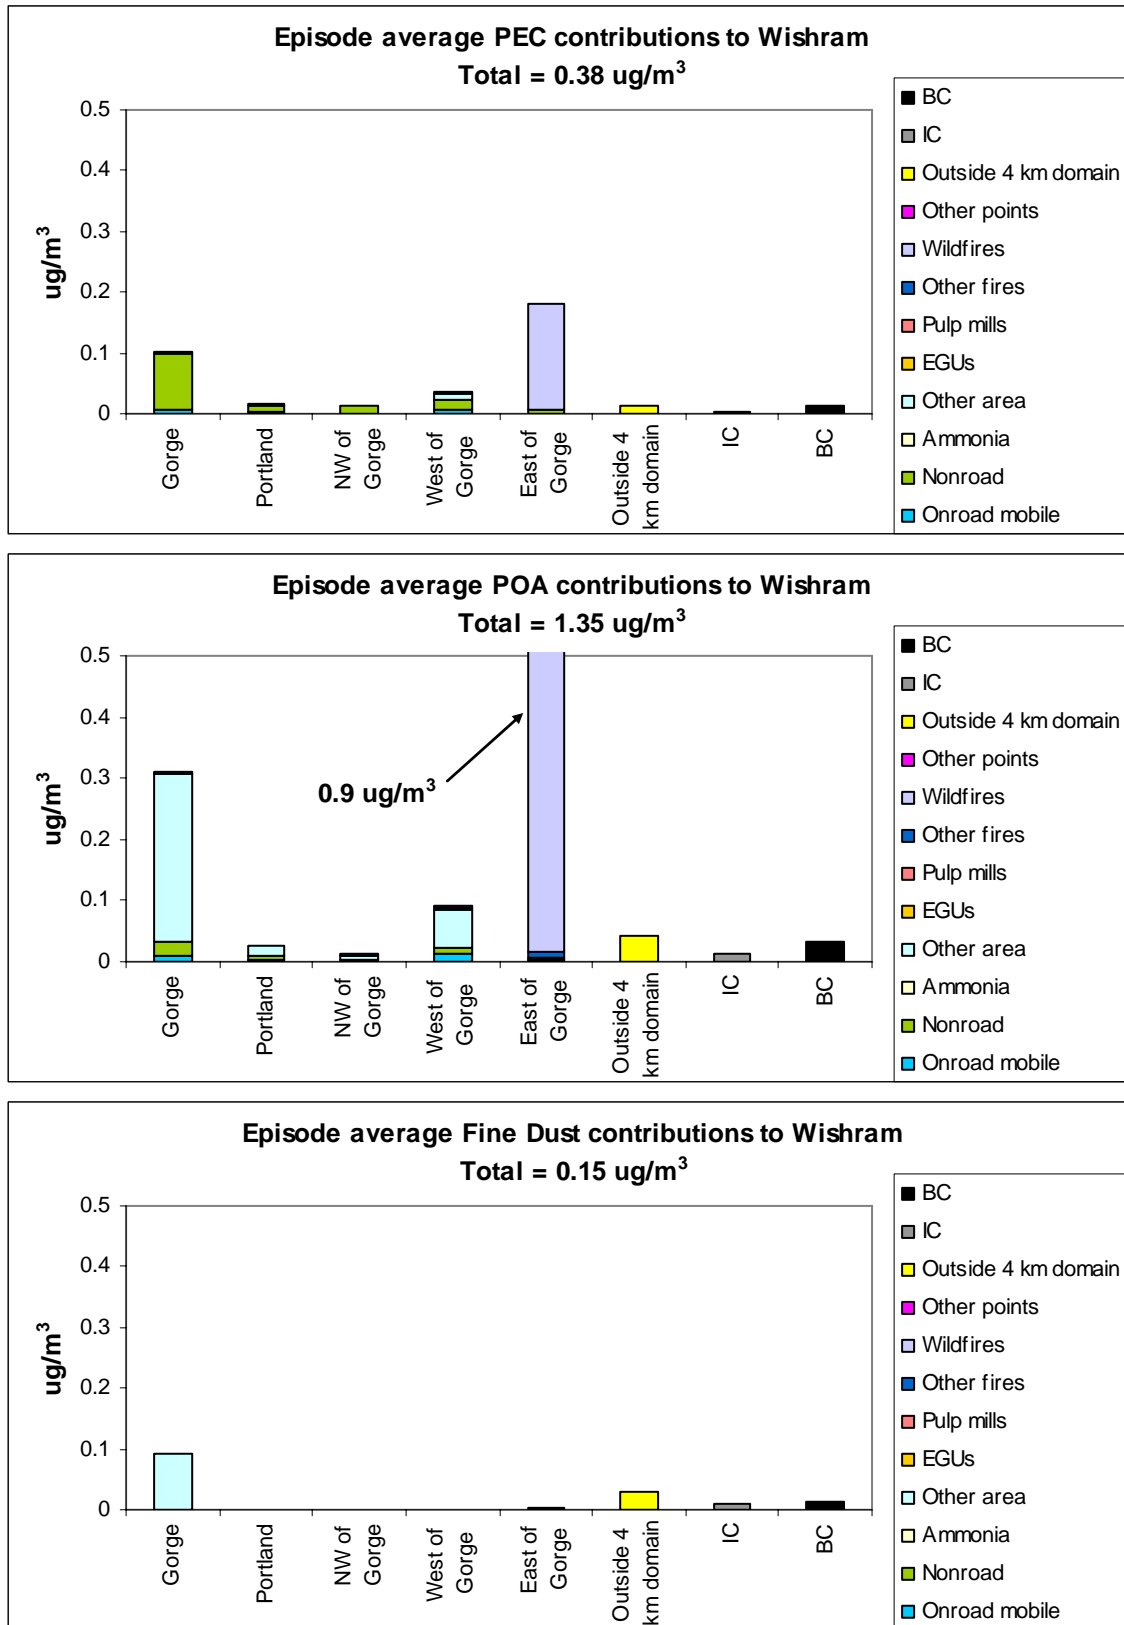 Episode average PEC contributions to Wishram
Total = 0.38 ug/m³
0.5
0.4
0.3
0.2
0.1
0
ug/m³
Gorge
Portland
NW of
Gorge
West of
Gorge
East of
Gorge
Outside 4
km domain
IC
BC
BC
IC
Outside 4 km domain
Other points
Wildfires
Other fires
Pulp mills
EGUs
Other area
Ammonia
Nonroad
Onroad mobile
Episode average POA contributions to Wishram
Total = 1.35 ug/m³
0.5
0.4
0.3
0.2
0.1
0
ug/m³
0.9 ug/m³
Gorge
Portland
NW of
Gorge
West of
Gorge
East of
Gorge
Outside 4
km domain
IC
BC
BC
IC
Outside 4 km domain
Other points
Wildfires
Other fires
Pulp mills
EGUs
Other area
Ammonia
Nonroad
Onroad mobile
Episode average Fine Dust contributions to Wishram
Total = 0.15 ug/m³
0.5
0.4
0.3
0.2
0.1
0
ug/m³
Gorge
Portland
NW of
Gorge
West of
Gorge
East of
Gorge
Outside 4
km domain
IC
BC
BC
IC
Outside 4 km domain
Other points
Wildfires
Other fires
Pulp mills
EGUs
Other area
Ammonia
Nonroad
Onroad mobile